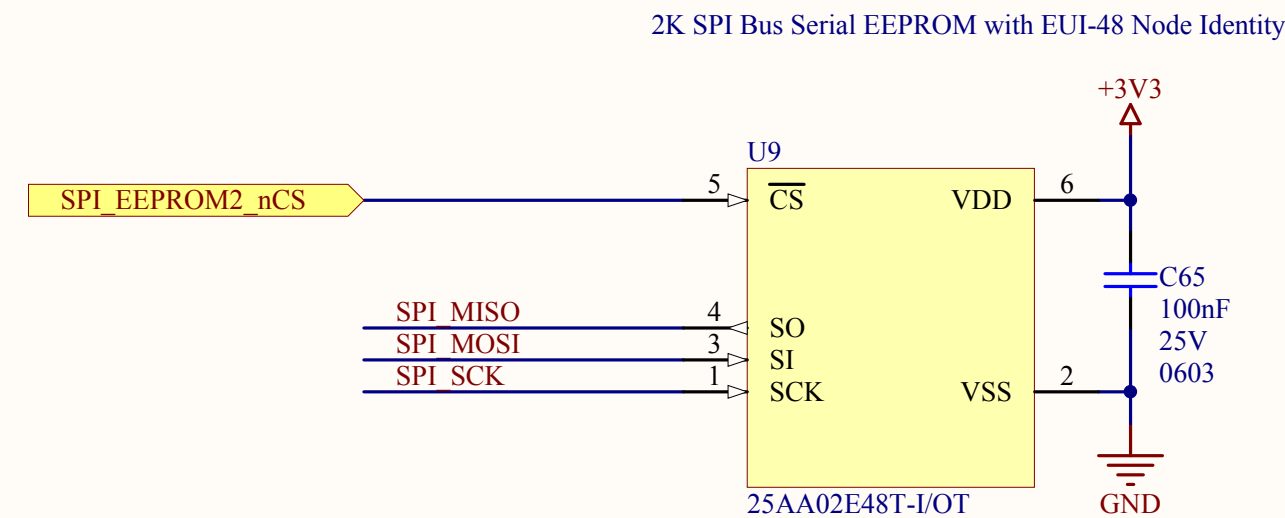 2K SPI Bus Serial EEPROM with EUI-48 Node Identity
+3V3
U9
SPI_EEPROM2_nCS
5
CS
VDD
6
C65
100nF
25V
0603
SPI_MISO
4
SO
SPI_MOSI
3
SI
SPI_SCK
1
SCK
VSS
2
25AA02E48T-I/OT
GND